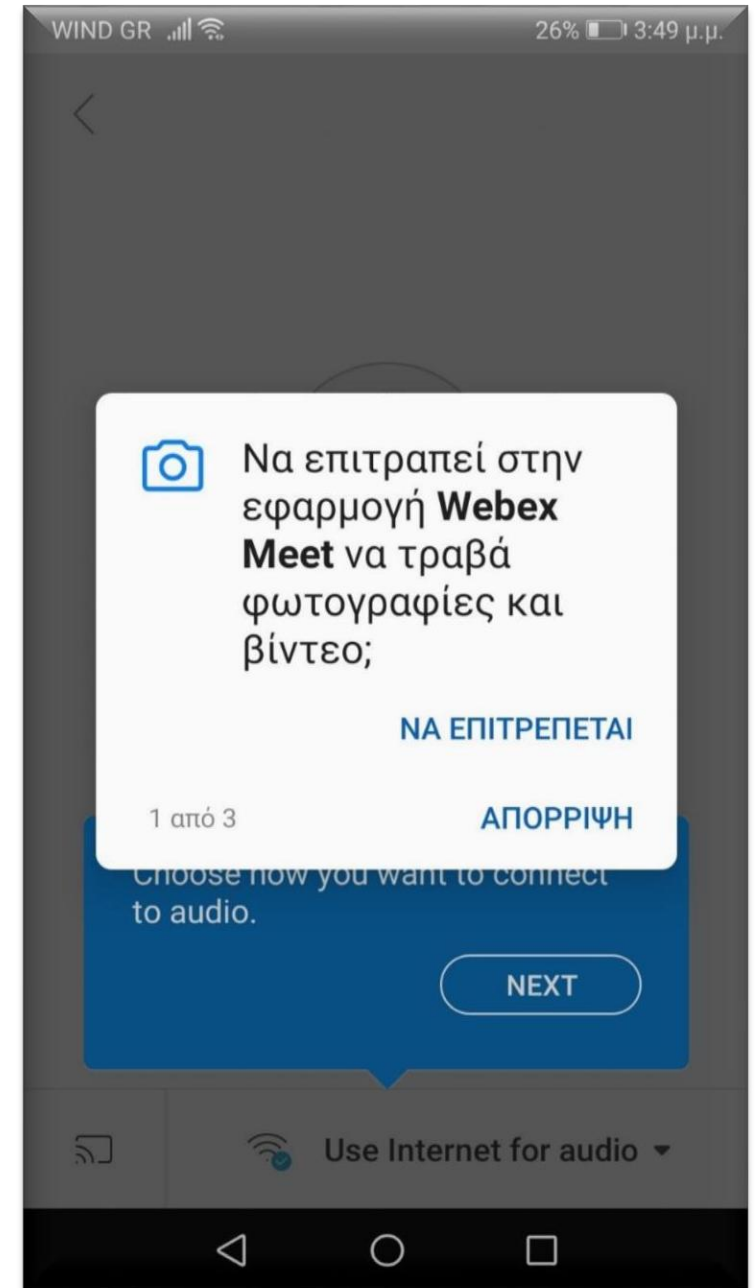 WIND GR 26% 3:49 μ.μ.
Να επιτραπεί στην
εφαρμογή Webex
Meet να τραβά
φωτογραφίες και
βίντεο;
ΝΑ ΕΠΙΤΡΕΠΕΤΑΙ
1 από 3 ΑΠΟΡΡΙΨΗ
Choose how you want to connect
to audio.
NEXT
Use Internet for audio